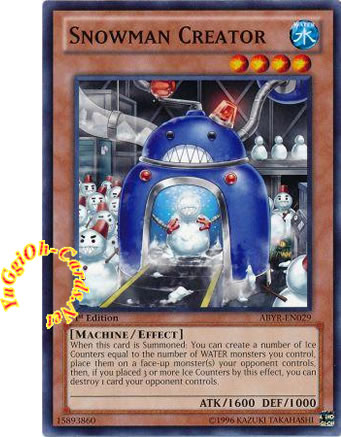 SNOWMAN CREATOR
WATER
水
YuGgiOh-Cards.Net
1st Edition
ABYR-EN029
[MACHINE / EFFECT]
When this card is Summoned: You can create a number of Ice
Counters equal to the number of WATER monsters you control,
place them on a face-up monster(s) your opponent controls,
then, if you placed 3 or more Ice Counters by this effect, you can
destroy 1 card your opponent controls.
ATK/1600 DEF/1000
15893860
©1996 KAZUKI TAKAHASHI